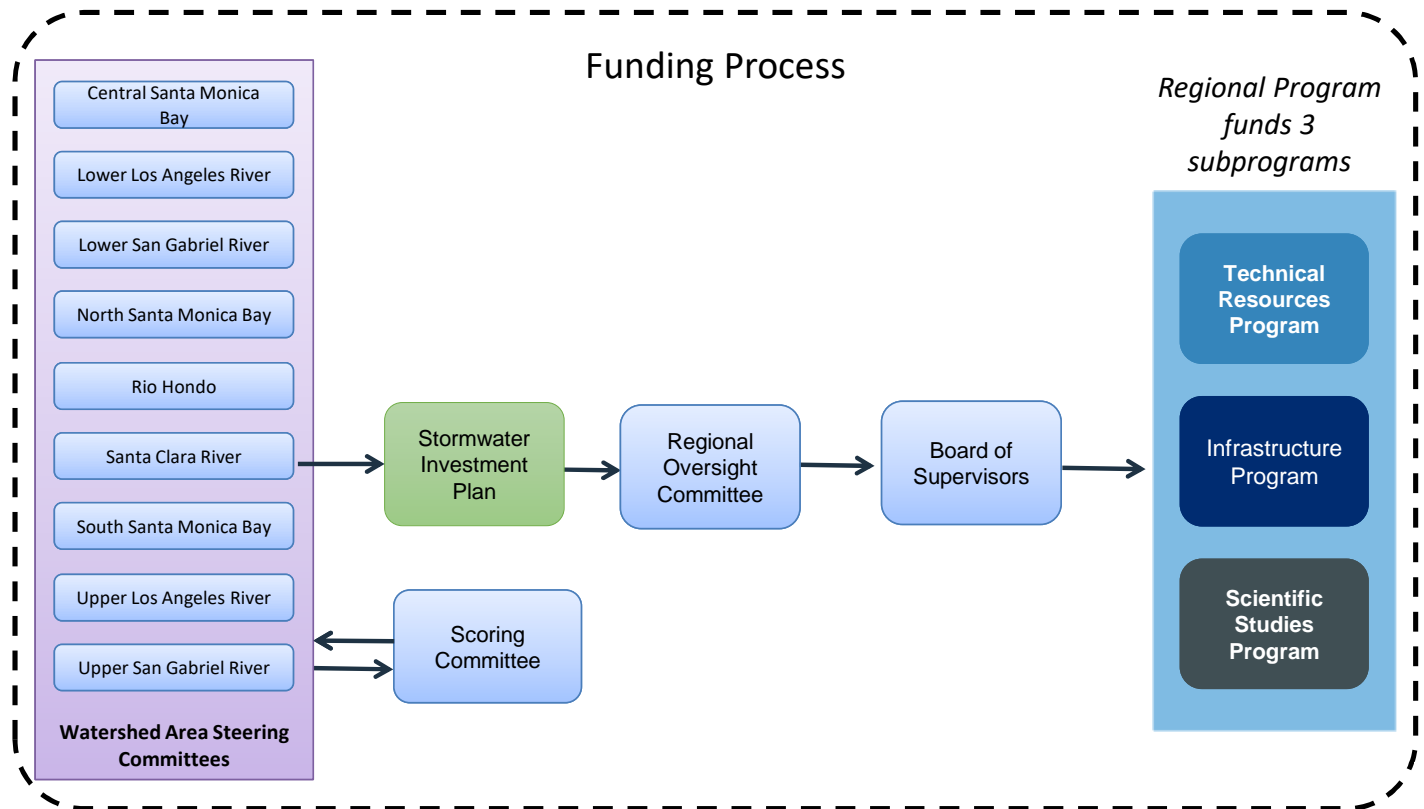 Funding Process
Central Santa Monica
Bay
Lower Los Angeles River
Lower San Gabriel River
North Santa Monica Bay
Rio Hondo
Santa Clara River
South Santa Monica Bay
Upper Los Angeles River
Upper San Gabriel River
Watershed Area Steering
Committees
Stormwater
Investment
Plan
Scoring
Committee
Regional
Oversight
Committee
Board of
Supervisors
Regional Program
funds 3
subprograms
Technical
Resources
Program
Infrastructure
Program
Scientific
Studies
Program